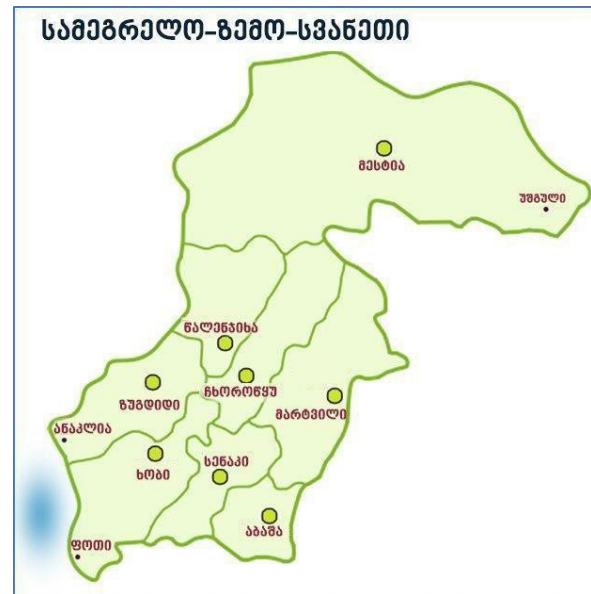 სამეგრელო-ზემო-სვანეთი
მესტია
უშგული
წალენჯიხა
ჩხოროწყუ
ზუგდიდი
მარტვილი
ანაკლია
ხობი
სენაკი
აბაშა
ფოთი